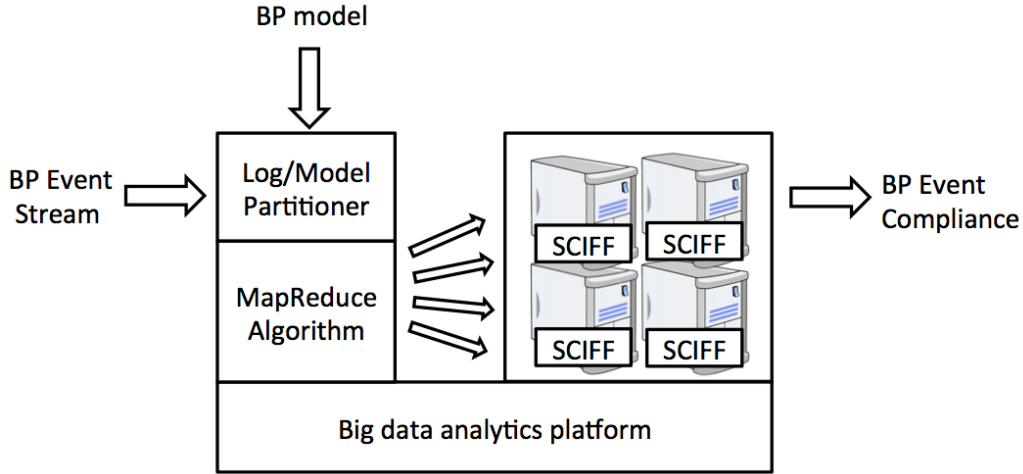 BP model
BP Event
Stream
Log/Model
Partitioner
MapReduce
Algorithm
SCIFF
SCIFF
SCIFF
SCIFF
BP Event
Compliance
Big data analytics platform